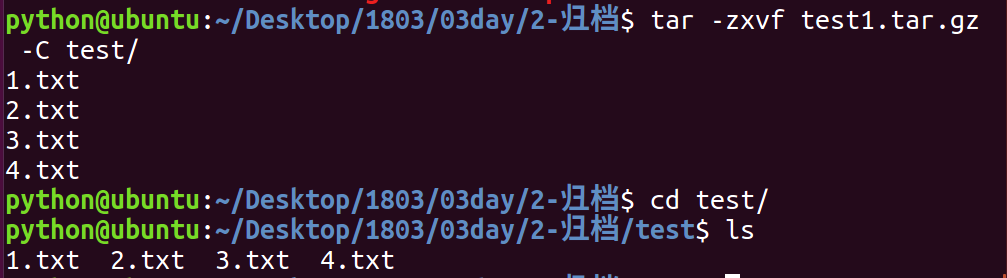 python@ubuntu:~/Desktop/1803/03day/2-归档$ tar -zxvf test1.tar.gz
 -C test/
1.txt
2.txt
3.txt
4.txt
python@ubuntu:~/Desktop/1803/03day/2-归档$ cd test/
python@ubuntu:~/Desktop/1803/03day/2-归档/test$ ls
1.txt  2.txt  3.txt  4.txt